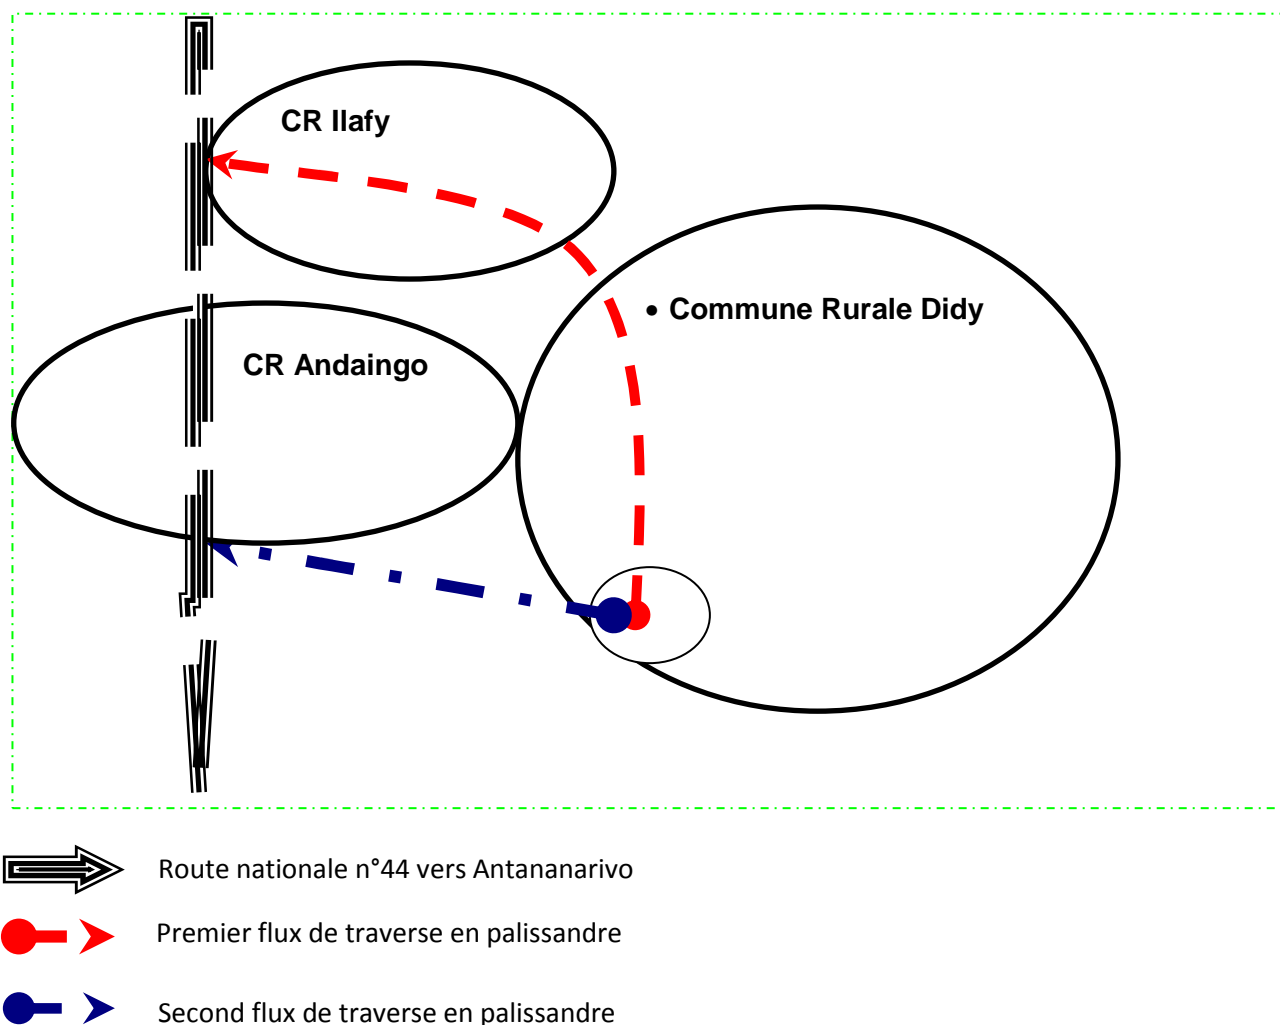 CR Ilafy
• Commune Rurale Didy
CR Andaingo
Route nationale n°44 vers Antananarivo
Premier flux de traverse en palissandre
Second flux de traverse en palissandre